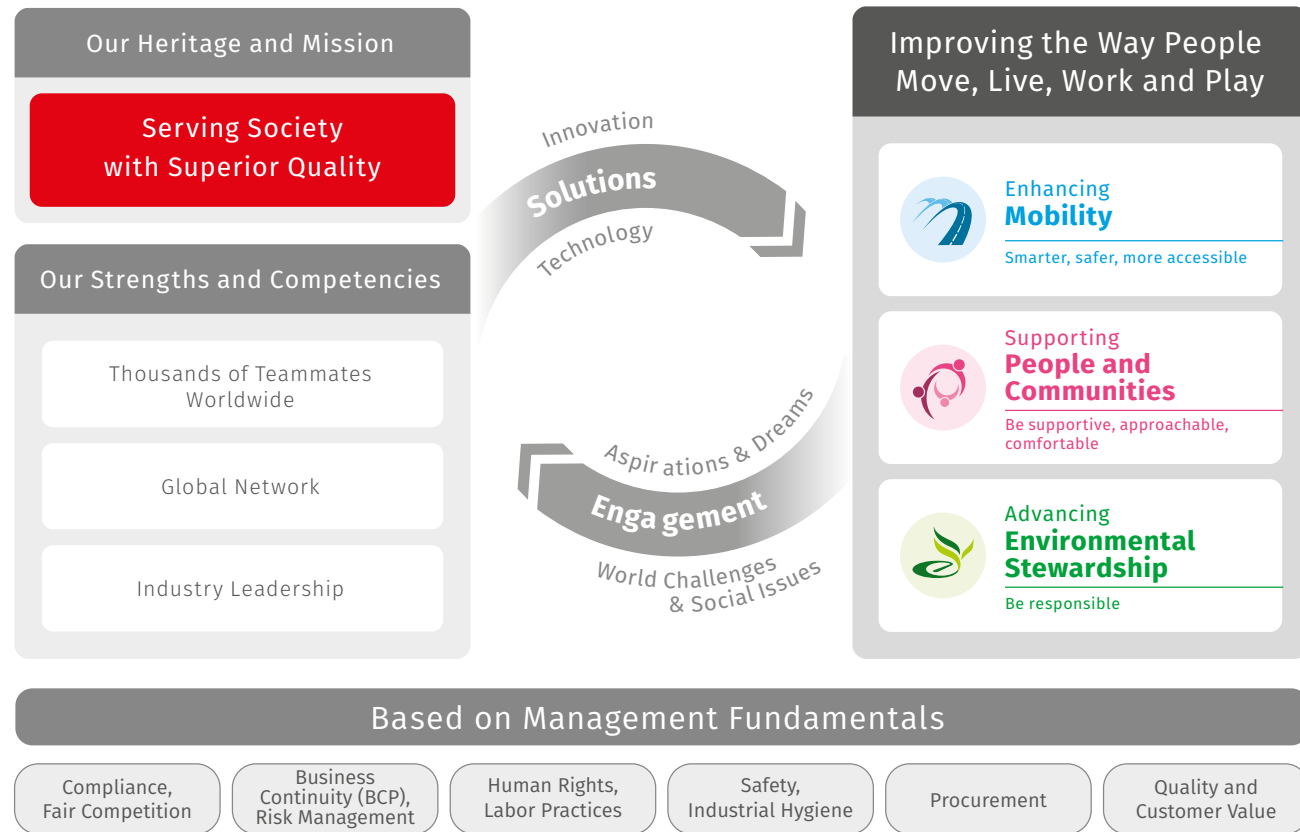 Our Heritage and Mission
Serving Society
with Superior Quality
Our Strengths and Competencies
Thousands of Teammates
Worldwide
Global Network
Industry Leadership
Innovation
Solutions
Technology
Aspirations & Dreams
Engagement
World Challenges
& Social Issues
Improving the Way People
Move, Live, Work and Play
Enhancing
Mobility
Smarter, safer, more accessible
Supporting
People and
Communities
Be supportive, approachable,
comfortable
Advancing
Environmental
Stewardship
Be responsible
Based on Management Fundamentals
Compliance,
Fair Competition
Business
Continuity (BCP),
Risk Management
Human Rights,
Labor Practices
Safety,
Industrial Hygiene
Procurement
Quality and
Customer Value